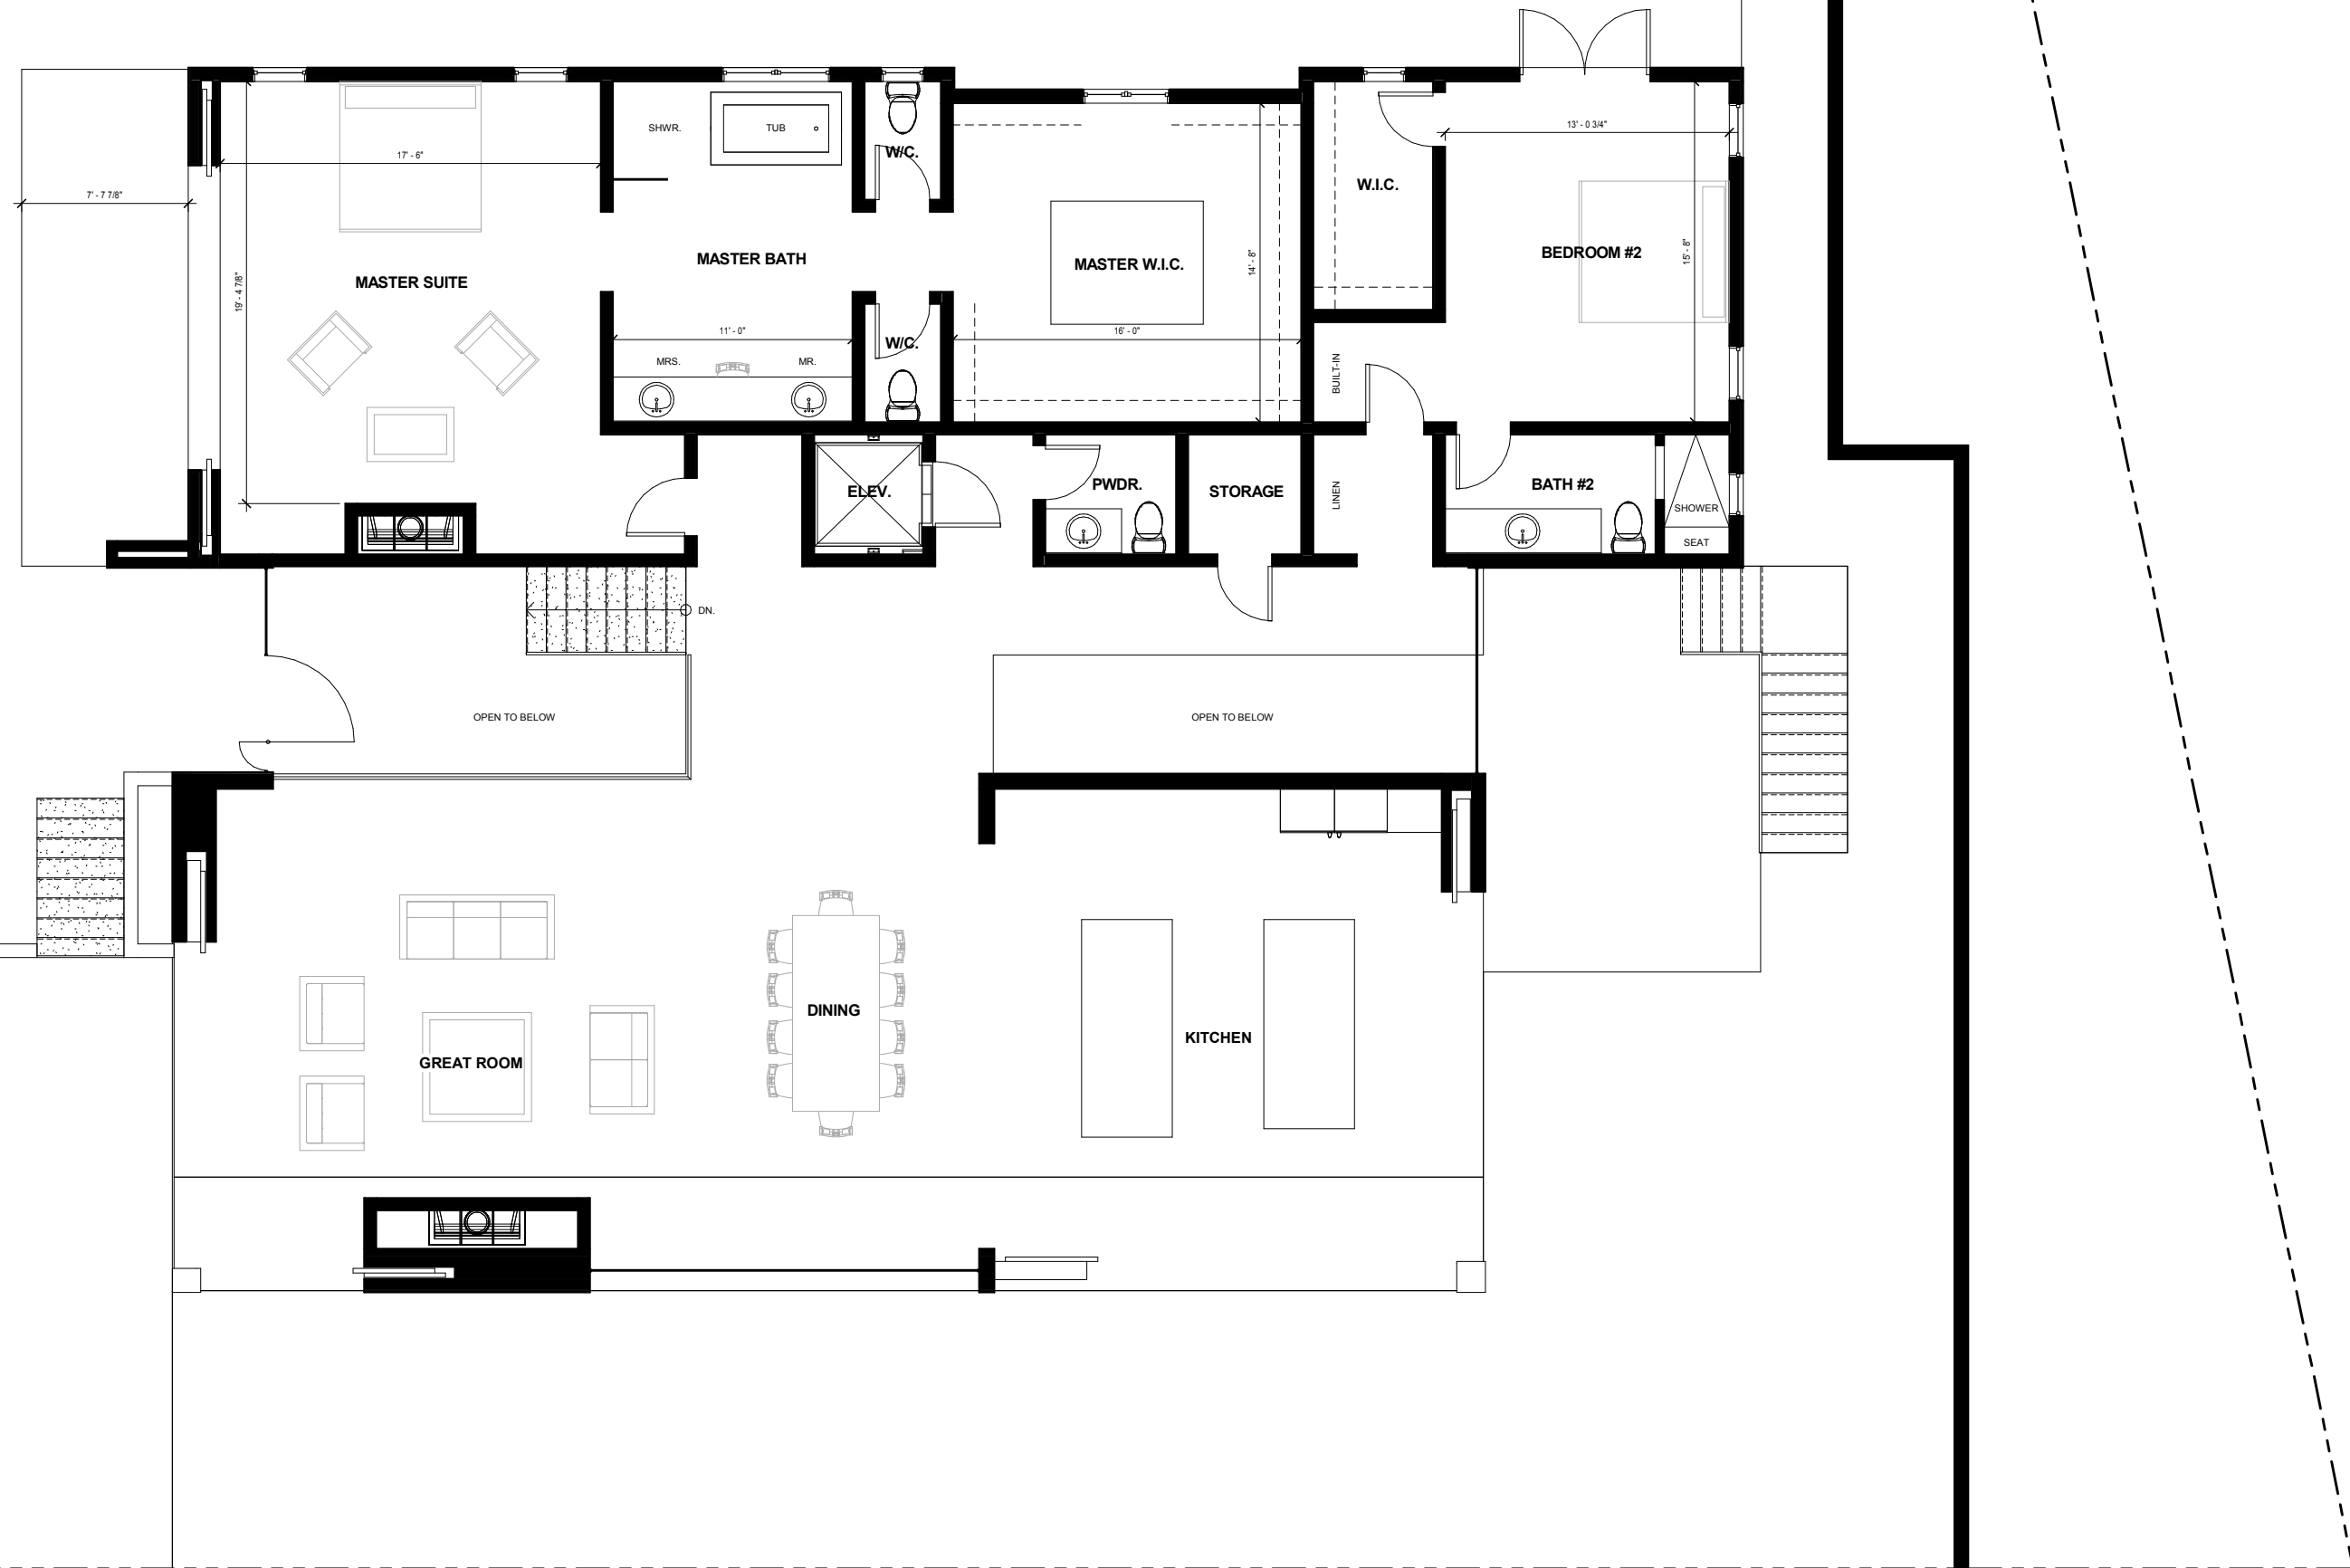 13' - 0 3/4"
SHWR.
TUB
W/C.
17' - 6"
W.I.C.
7' - 7 7/8"
MASTER BATH
MASTER W.I.C.
14' - 8"
BEDROOM #2
15' - 8"
MASTER SUITE
19' - 4 7/8"
11' - 0"
16' - 0"
W/C.
MRS.
MR.
BUILT-IN
ELEV.
PWDR.
STORAGE
LINEN
BATH #2
SHOWER
SEAT
DN.
OPEN TO BELOW
OPEN TO BELOW
DINING
KITCHEN
GREAT ROOM